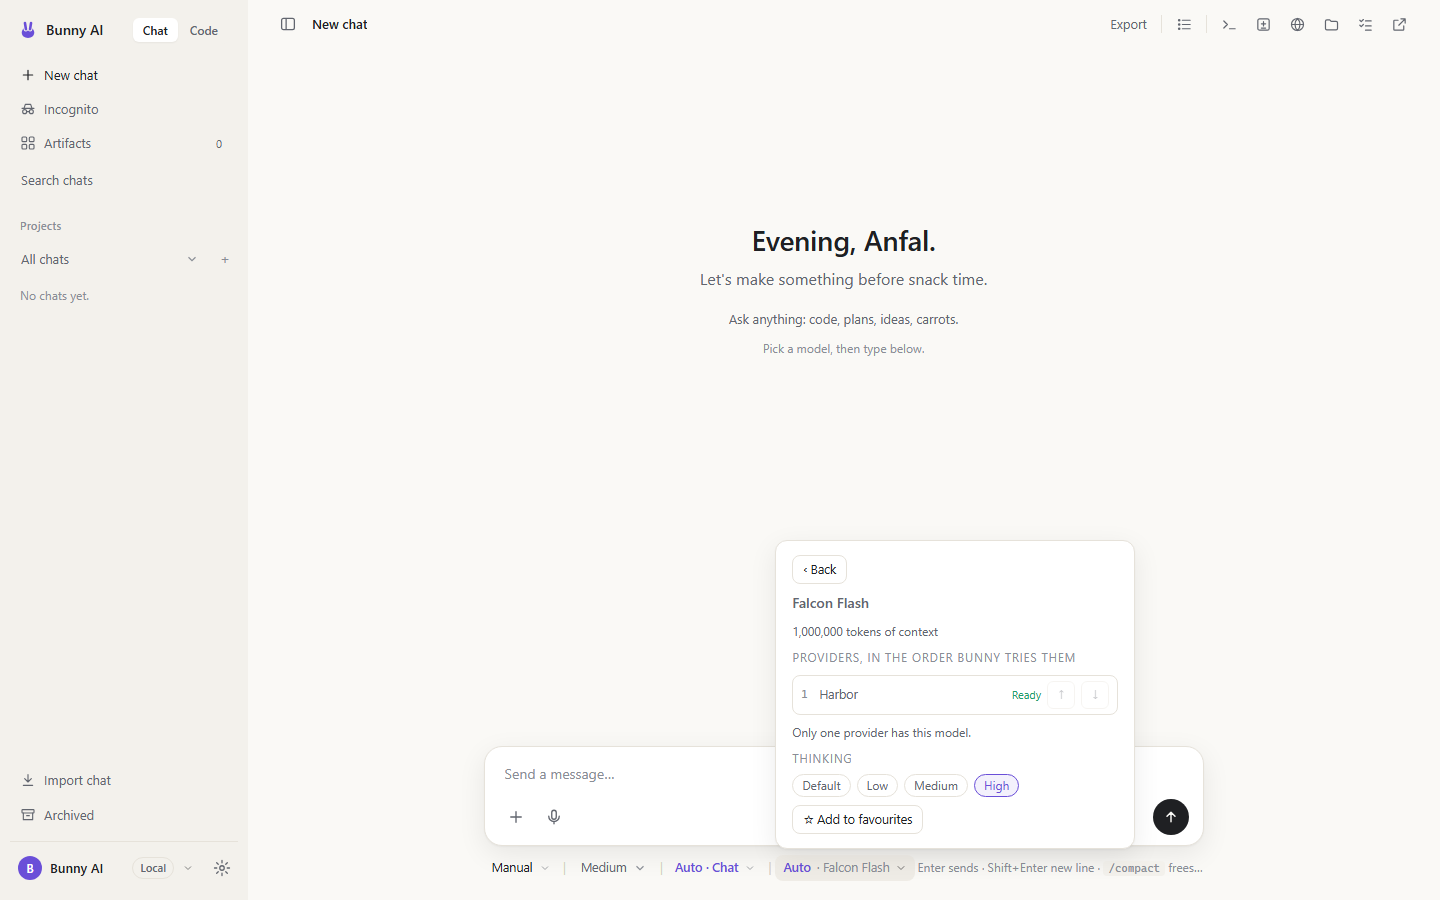 Bunny AI
Chat
Code
New chat
Incognito
Artifacts 0
Search chats
Projects
All chats
No chats yet.
Import chat
Archived
B Bunny AI Local
New chat
Export
Evening, Anfal.
Let's make something before snack time.
Ask anything: code, plans, ideas, carrots.
Pick a model, then type below.
‹ Back
Falcon Flash
1,000,000 tokens of context
PROVIDERS, IN THE ORDER BUNNY TRIES THEM
1 Harbor Ready ↑ ↓
Only one provider has this model.
THINKING
Default Low Medium High
☆ Add to favourites
Send a message...
Manual | Medium | Auto · Chat | Auto · Falcon Flash Enter sends · Shift+Enter new line · /compact frees...